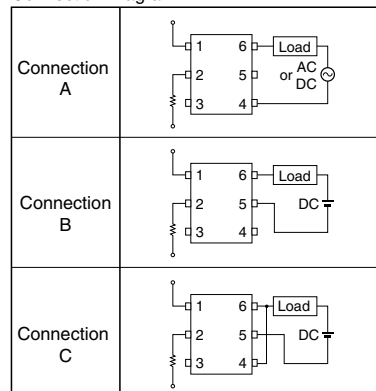 Connection
A
1 6 Load
2 5 or AC
DC
3 4
Connection
B
1 6 Load
2 5 DC
3 4
Connection
C
1 6 Load
2 5 DC
3 4